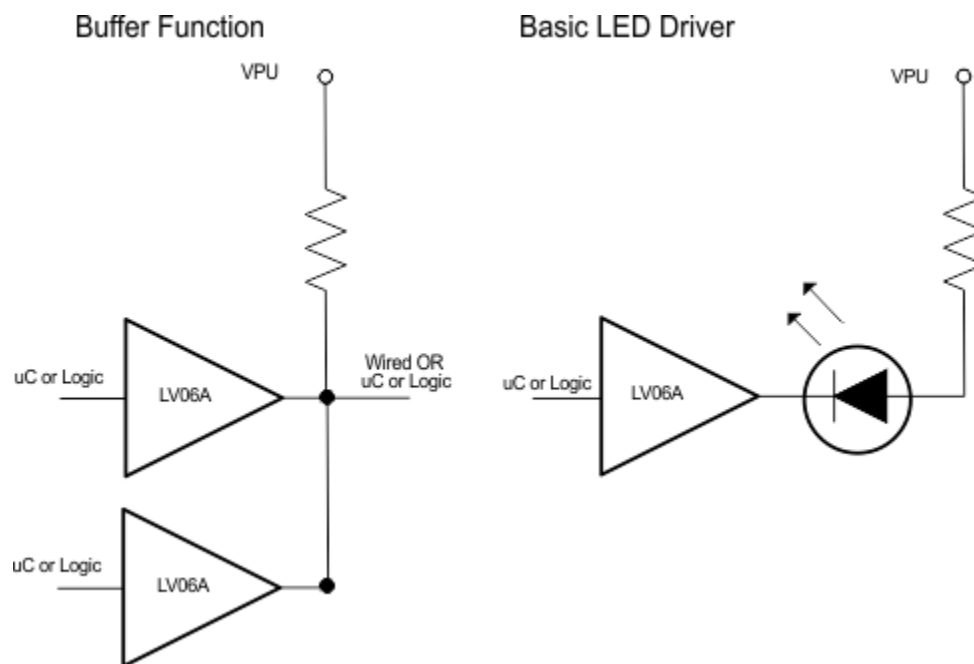 Buffer Function
Basic LED Driver
VPU
VPU
uC or Logic
LV06A
Wired OR
uC or Logic
uC or Logic
LV06A
uC or Logic
LV06A